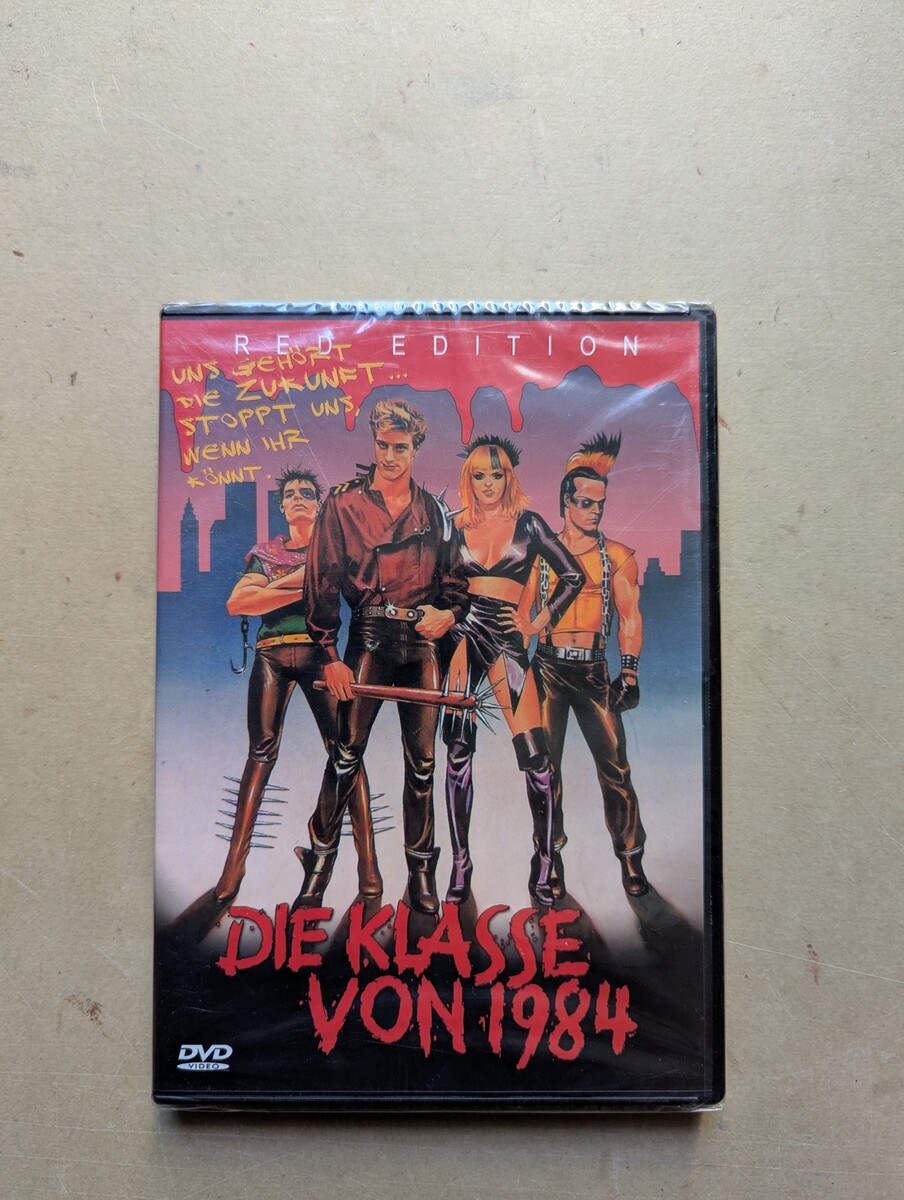 RED EDITION
UNS GEHÖRT
DIE ZUKUNFT...
STOPPT UNS,
WENN IHR
KÖNNT.
DIE KLASSE
VON 1984
DVD
VIDEO